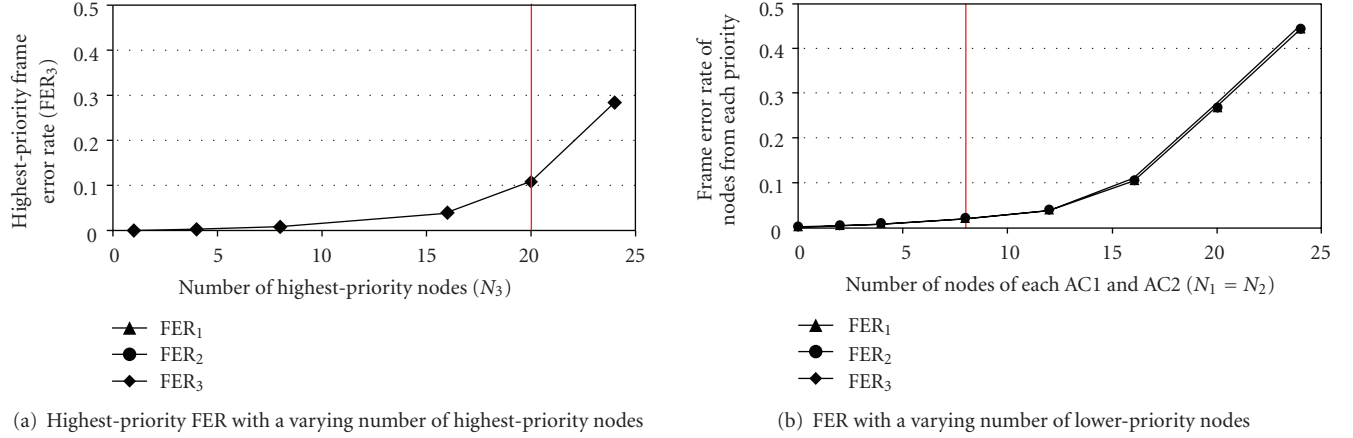 Highest-priority frame
error rate (FER₃)
0.5
0.4
0.3
0.2
0.1
0
0 5 10 15 20 25
Number of highest-priority nodes (N₃)
FER₁
FER₂
FER₃
(a) Highest-priority FER with a varying number of highest-priority nodes
Frame error rate of
nodes from each priority
0.5
0.4
0.3
0.2
0.1
0
0 5 10 15 20 25
Number of nodes of each AC1 and AC2 (N₁ = N₂)
FER₁
FER₂
FER₃
(b) FER with a varying number of lower-priority nodes